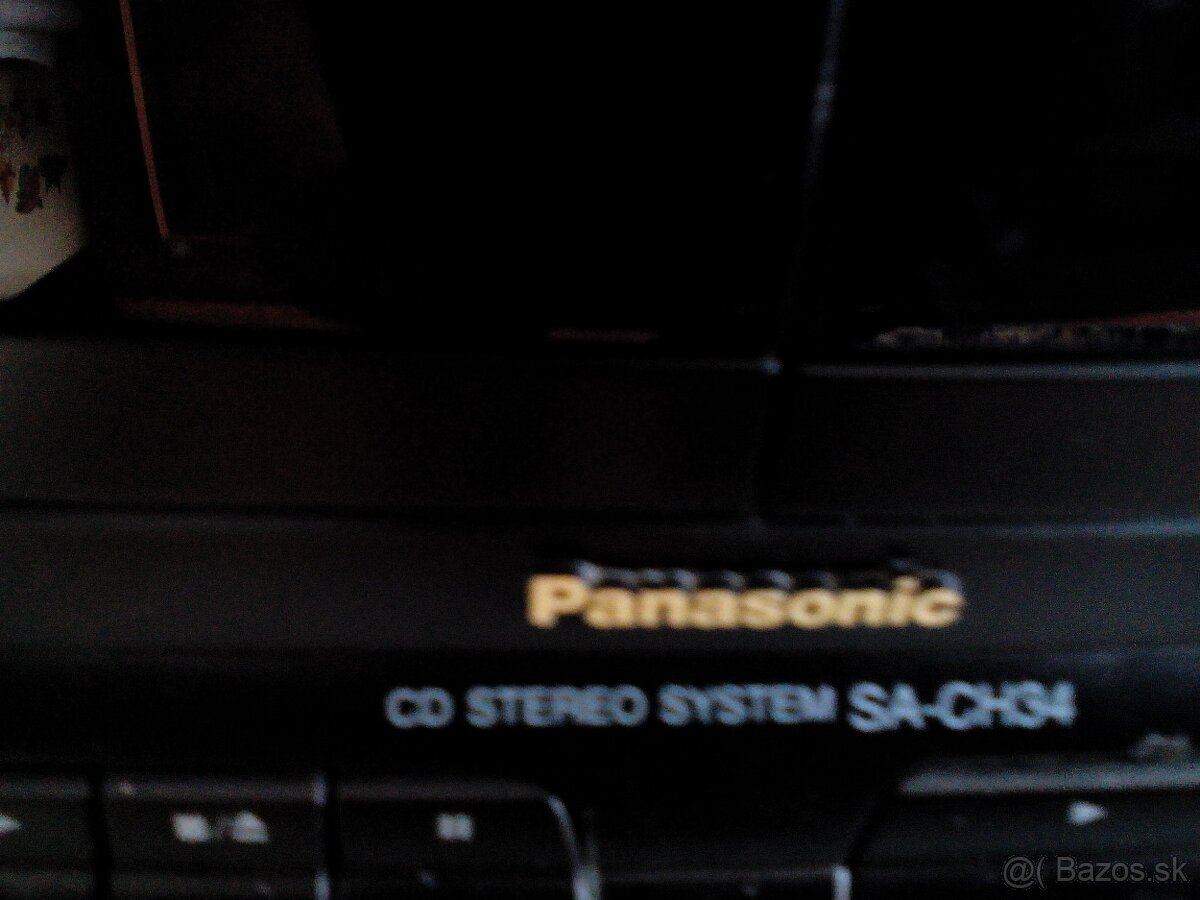 Panasonic
CD STEREO SYSTEM SA-CH34
@( Bazos.sk